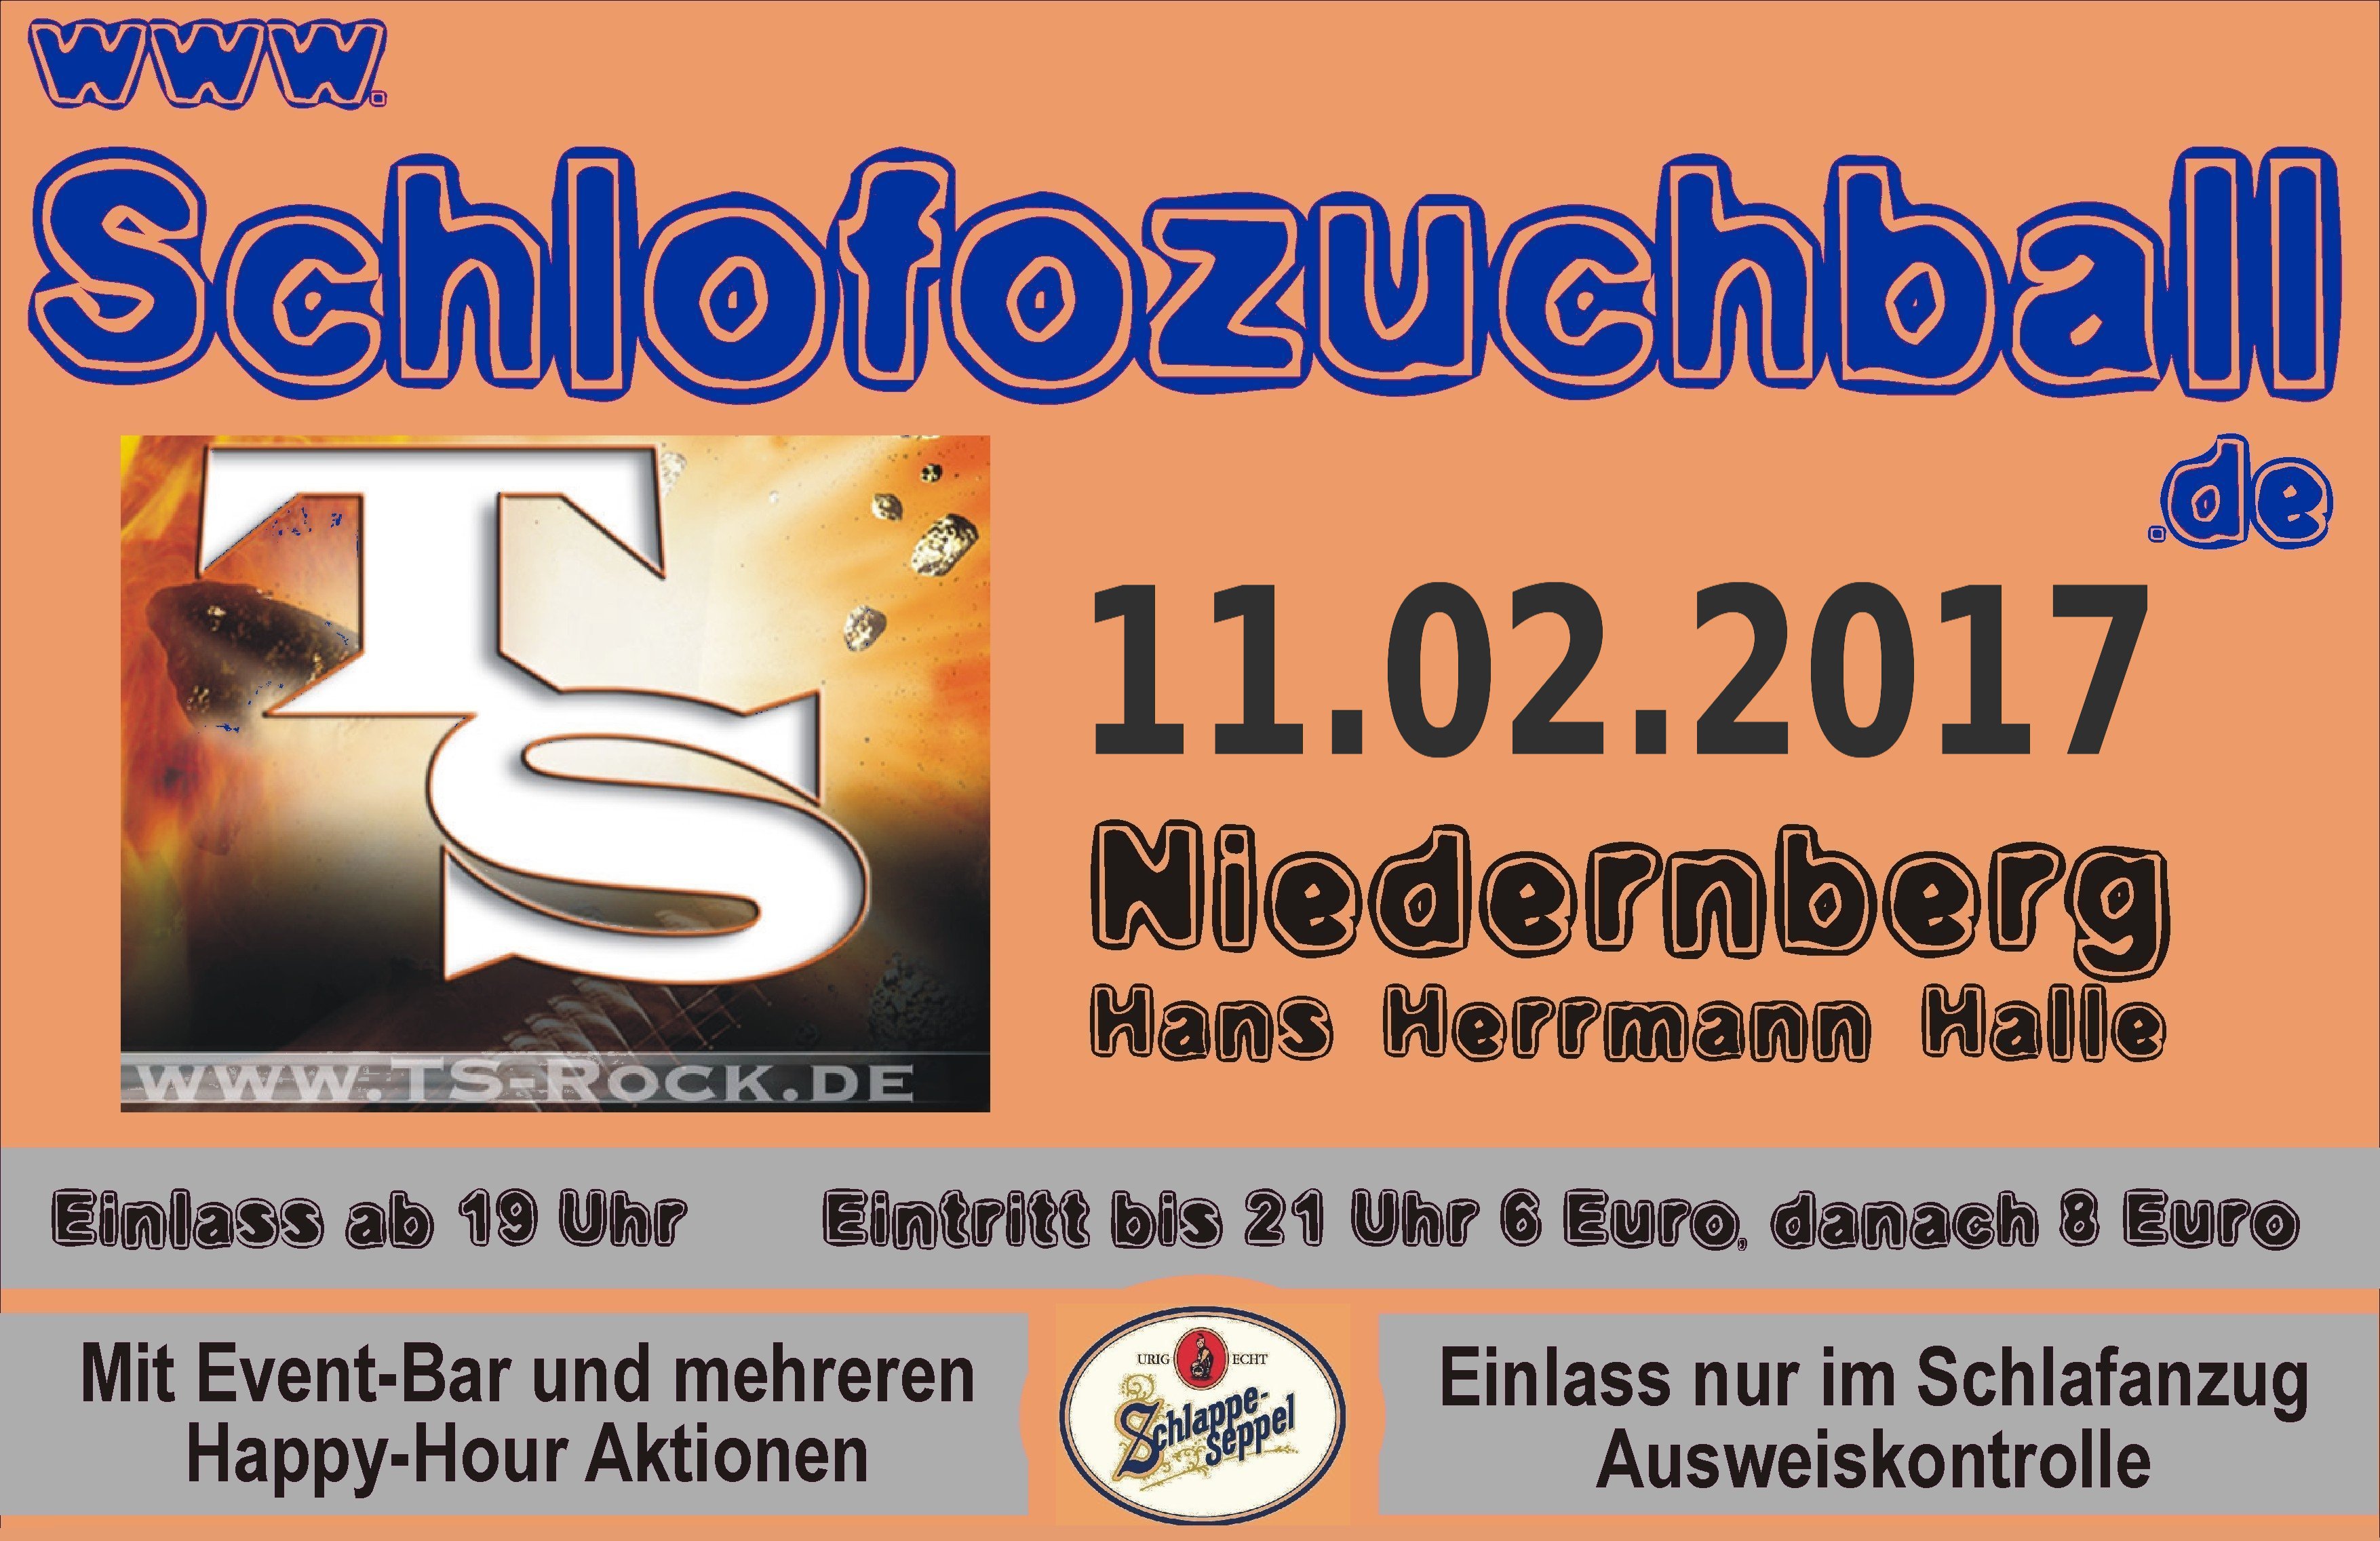 www.
Schlofozuchball
.de
TS
11.02.2017
Niedernberg
Hans Herrmann Halle
WWW.TS-ROCK.DE
Einlass ab 19 Uhr Eintritt bis 21 Uhr 6 Euro, danach 8 Euro
Mit Event-Bar und mehreren
Happy-Hour Aktionen
URIG ECHT
Schlappe-
Seppel
Einlass nur im Schlafanzug
Ausweiskontrolle